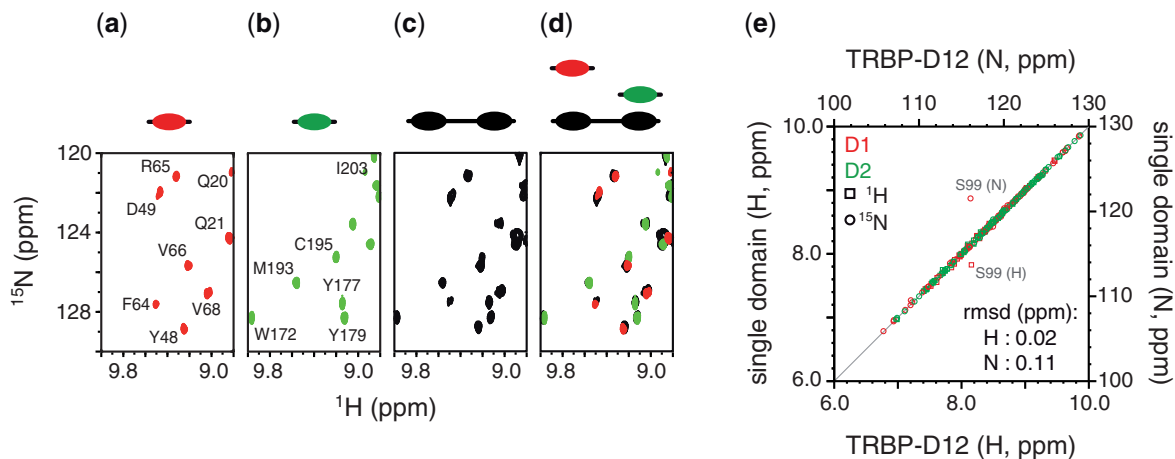 (a)
(b)
(c)
(d)
(e)
120
124
128
15N (ppm)
R65
Q20
D49
Q21
V66
F64
V68
Y48
9.8
9.0
I203
C195
M193
Y177
W172
Y179
9.8
9.0
9.8
9.0
9.8
9.0
1H (ppm)
TRBP-D12 (N, ppm)
100
110
120
130
10.0
8.0
6.0
single domain (H, ppm)
D1
D2
1H
15N
S99 (N)
S99 (H)
rmsd (ppm):
H : 0.02
N : 0.11
130
120
110
100
single domain (N, ppm)
6.0
8.0
10.0
TRBP-D12 (H, ppm)